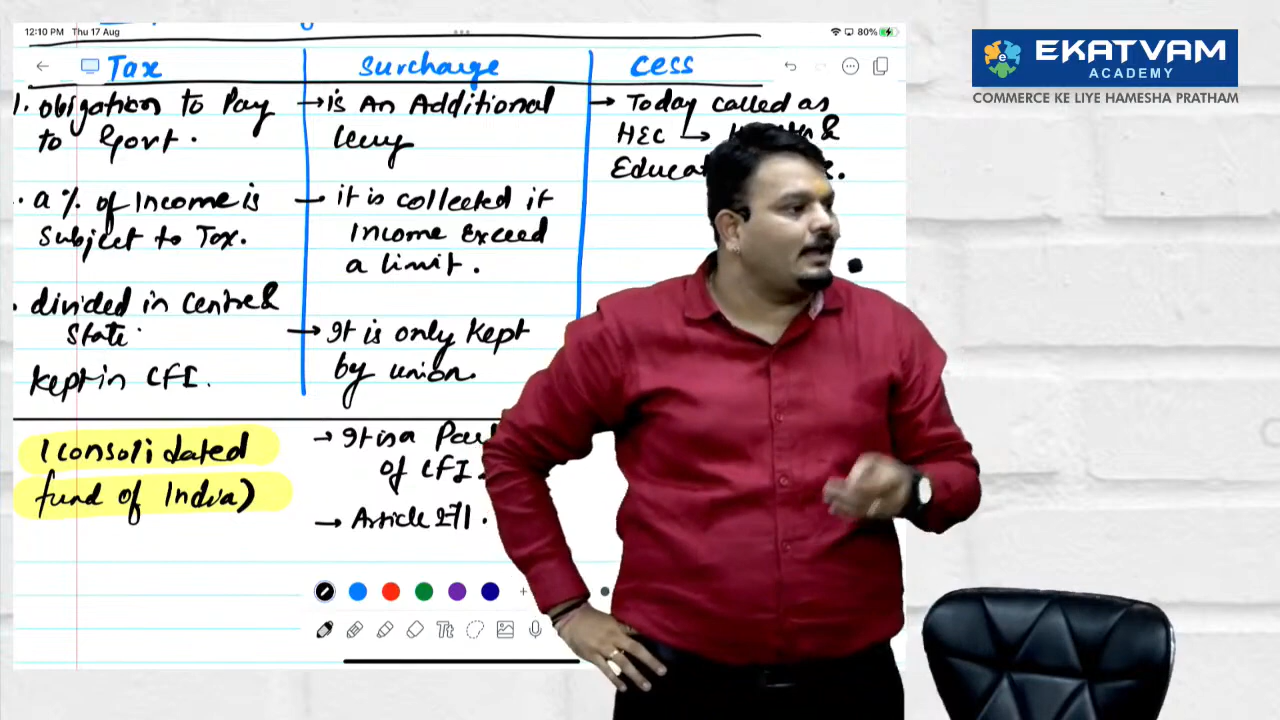 12:10 PM Thu 17 Aug
80%
EKATVAM
ACADEMY
COMMERCE KE LIYE HAMESHA PRATHAM
Tax
1. obligation to Pay
to Govt.
a % of Income is
Subject to Tax.
divided in Centre &
State
kept in CFI.
(Consolidated
fund of India)
Surcharge
→ is An Additional
levy
it is collected if
Income Exceed
a limit.
→ It is only kept
by union.
→ It is a
of CFI.
→ Article 271.
Cess
→ Today called as
HEC → &
Tt